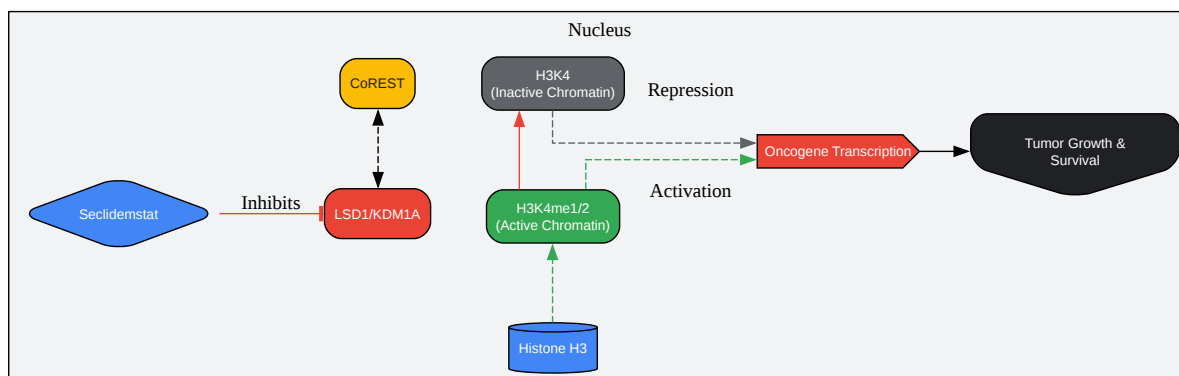 Nucleus
CoREST
H3K4
(Inactive Chromatin)
Repression
Oncogene Transcription
Tumor Growth &
Survival
Activation
Seclidemstat
Inhibits
LSD1/KDM1A
H3K4me1/2
(Active Chromatin)
Histone H3